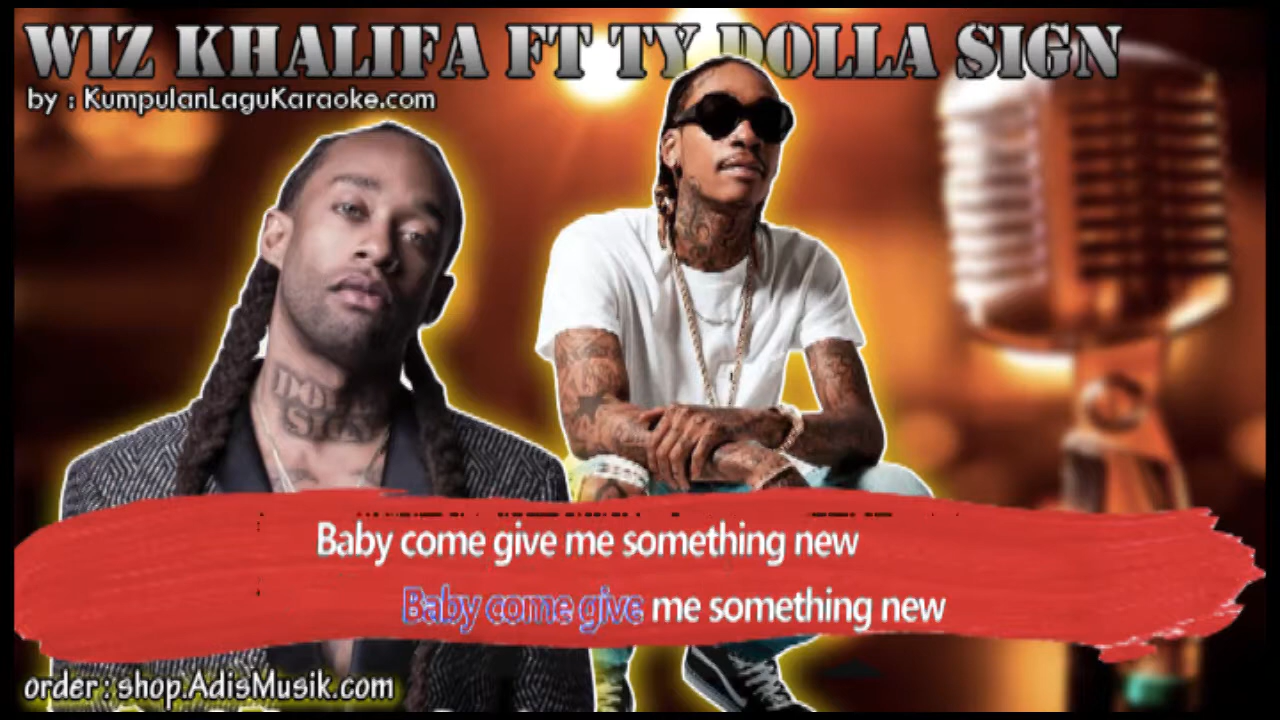 WIZ KHALIFA FT TY DOLLA SIGN
by : KumpulanLaguKaraoke.com
Baby come give me something new
Baby come give me something new
order : shop.AdisMusik.com